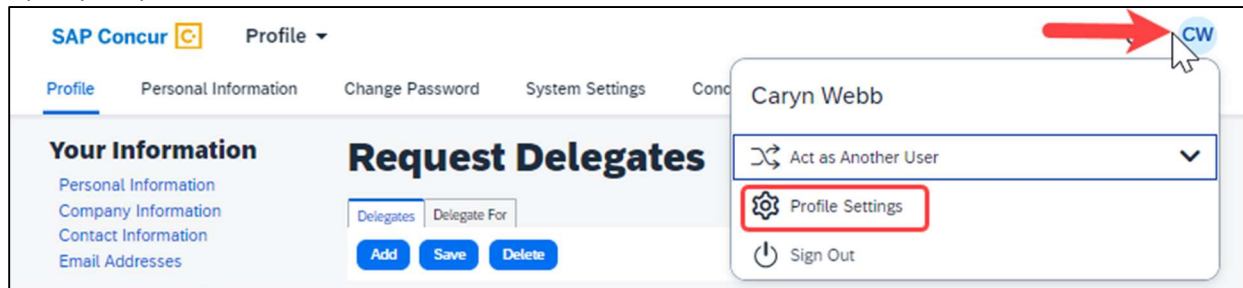 SAP Concur C Profile
CW
Profile Personal Information Change Password System Settings Conc
Caryn Webb
Act as Another User
Profile Settings
Sign Out
Your Information
Personal Information
Company Information
Contact Information
Email Addresses
Request Delegates
Delegates Delegate For
Add Save Delete